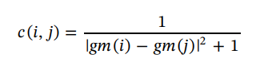 c(i, j) = 1 / (|gm(i) − gm(j)|² + 1)